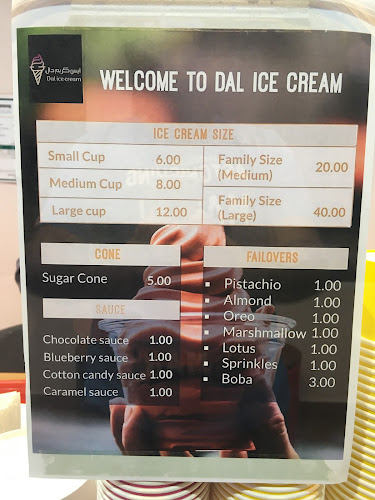 آيس كريم دال
Dal ice cream
WELCOME TO DAL ICE CREAM
ICE CREAM SIZE
Small Cup 6.00
Medium Cup 8.00
Large cup 12.00
Family Size
(Medium) 20.00
Family Size
(Large) 40.00
CONE
Sugar Cone 5.00
SAUCE
Chocolate sauce 1.00
Blueberry sauce 1.00
Cotton candy sauce 1.00
Caramel sauce 1.00
FAILOVERS
Pistachio 1.00
Almond 1.00
Oreo 1.00
Marshmallow 1.00
Lotus 1.00
Sprinkles 1.00
Boba 3.00